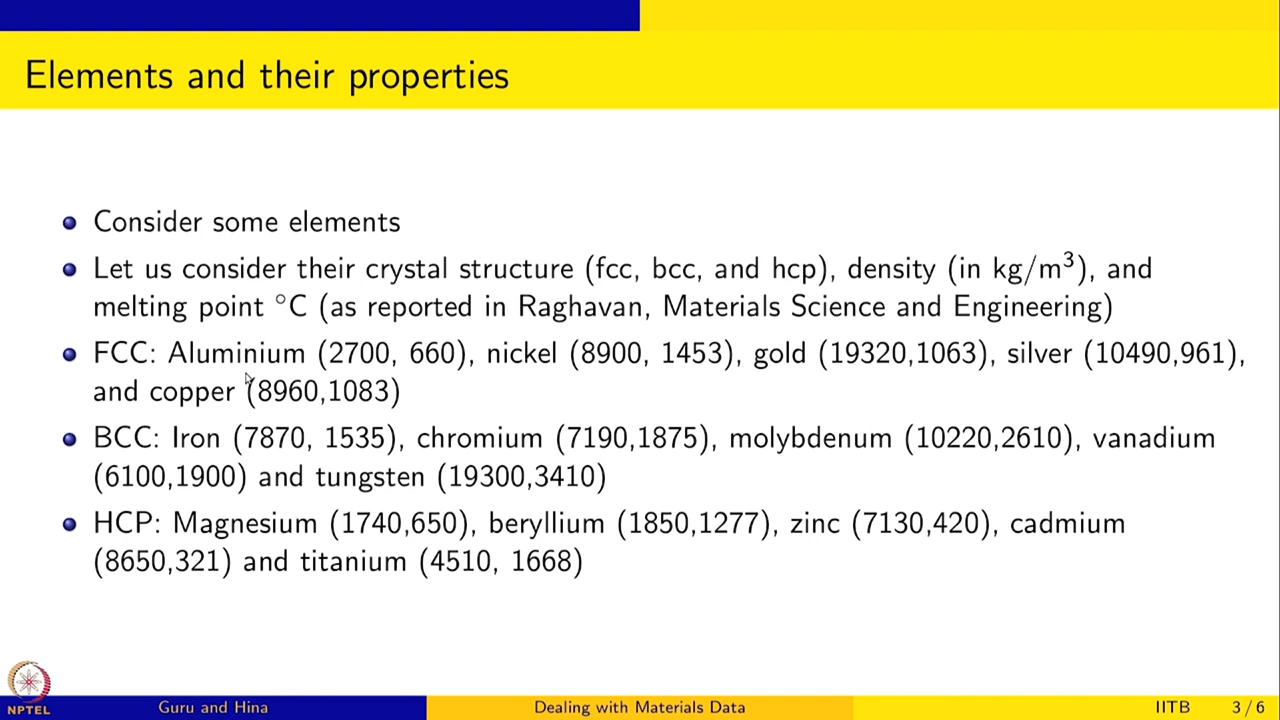 Elements and their properties
Consider some elements
Let us consider their crystal structure (fcc, bcc, and hcp), density (in kg/m³), and
melting point °C (as reported in Raghavan, Materials Science and Engineering)
FCC: Aluminium (2700, 660), nickel (8900, 1453), gold (19320,1063), silver (10490,961),
and copper (8960,1083)
BCC: Iron (7870, 1535), chromium (7190,1875), molybdenum (10220,2610), vanadium
(6100,1900) and tungsten (19300,3410)
HCP: Magnesium (1740,650), beryllium (1850,1277), zinc (7130,420), cadmium
(8650,321) and titanium (4510, 1668)
NPTEL
Guru and Hina
Dealing with Materials Data
IITB
3 / 6